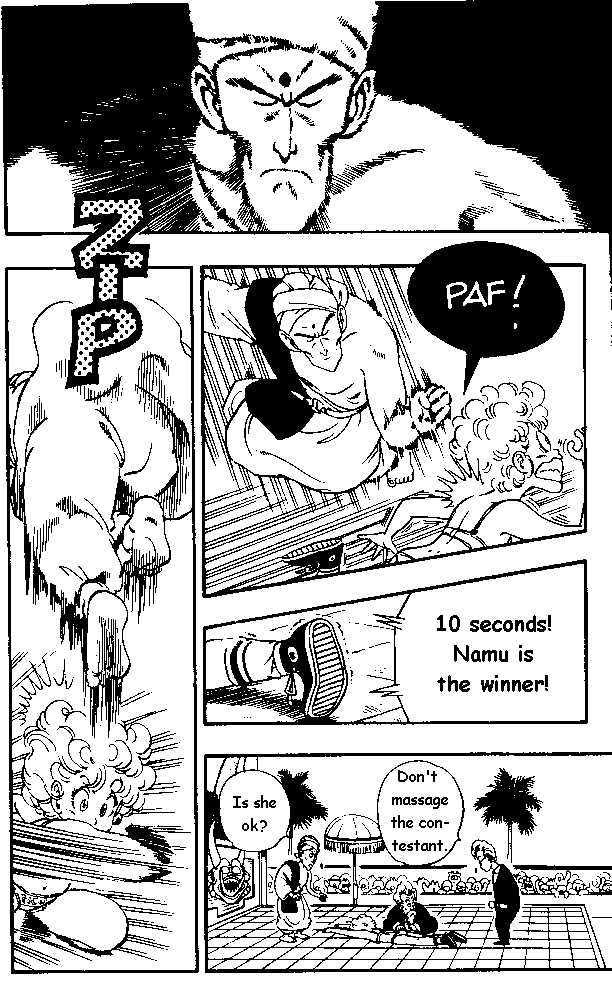 ZIP
PAF!
10 seconds!
Namu is
the winner!
Is she
ok?
Don't
massage
the con-
testant.